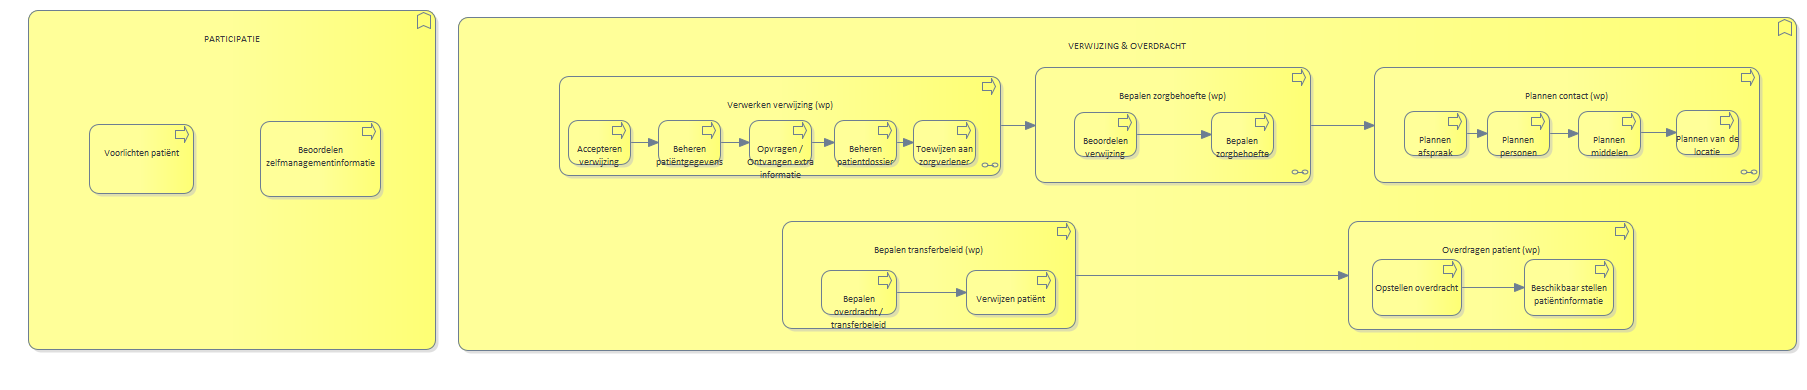 PARTICIPATIE
Voorlichten patiënt
Beoordelen
zelfmanagementinformatie
VERWIJZING & OVERDRACHT
Verwerken verwijzing (wp)
Accepteren
verwijzing
Beheren
patiëntgegevens
Opvragen /
Ontvangen extra
informatie
Beheren
patientdossier
Toewijzen aan
zorgverlener
Bepalen zorgbehoefte (wp)
Beoordelen
verwijzing
Bepalen
zorgbehoefte
Plannen contact (wp)
Plannen
afspraak
Plannen
personen
Plannen
middelen
Plannen van de
locatie
Bepalen transferbeleid (wp)
Bepalen
overdracht /
transferbeleid
Verwijzen patiënt
Overdragen patient (wp)
Opstellen overdracht
Beschikbaar stellen
patiëntinformatie